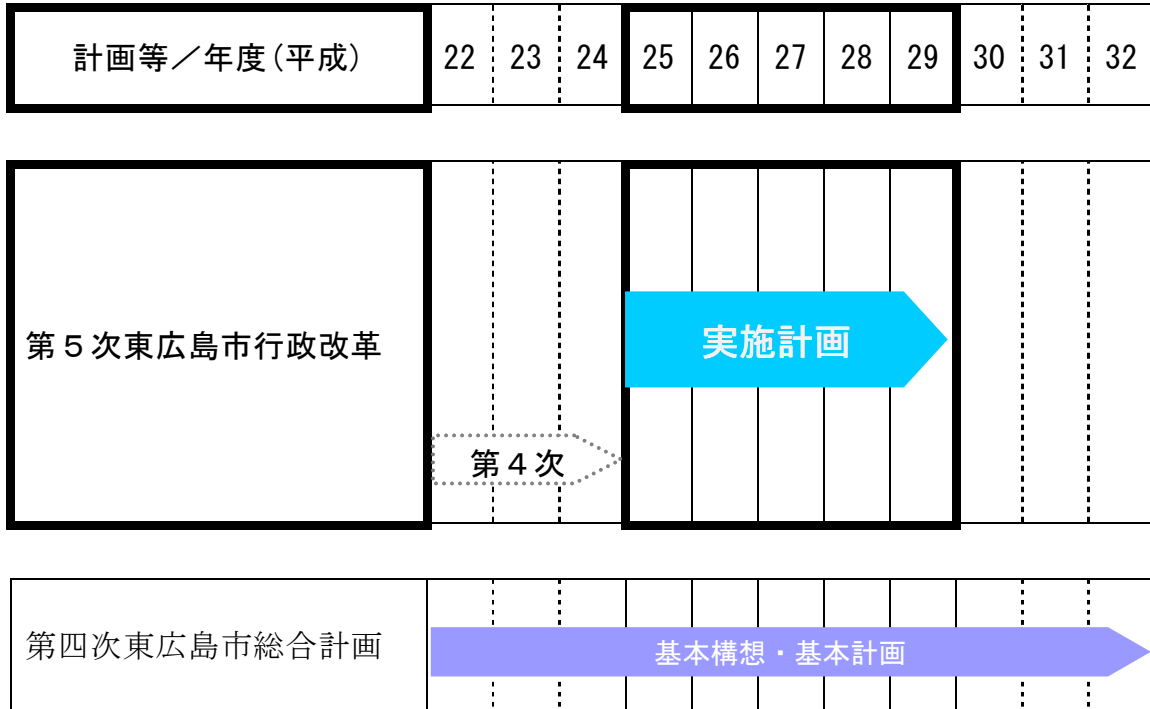 計画等／年度(平成) 22 23 24 25 26 27 28 29 30 31 32
第５次東広島市行政改革
実施計画
第４次
第四次東広島市総合計画
基本構想・基本計画